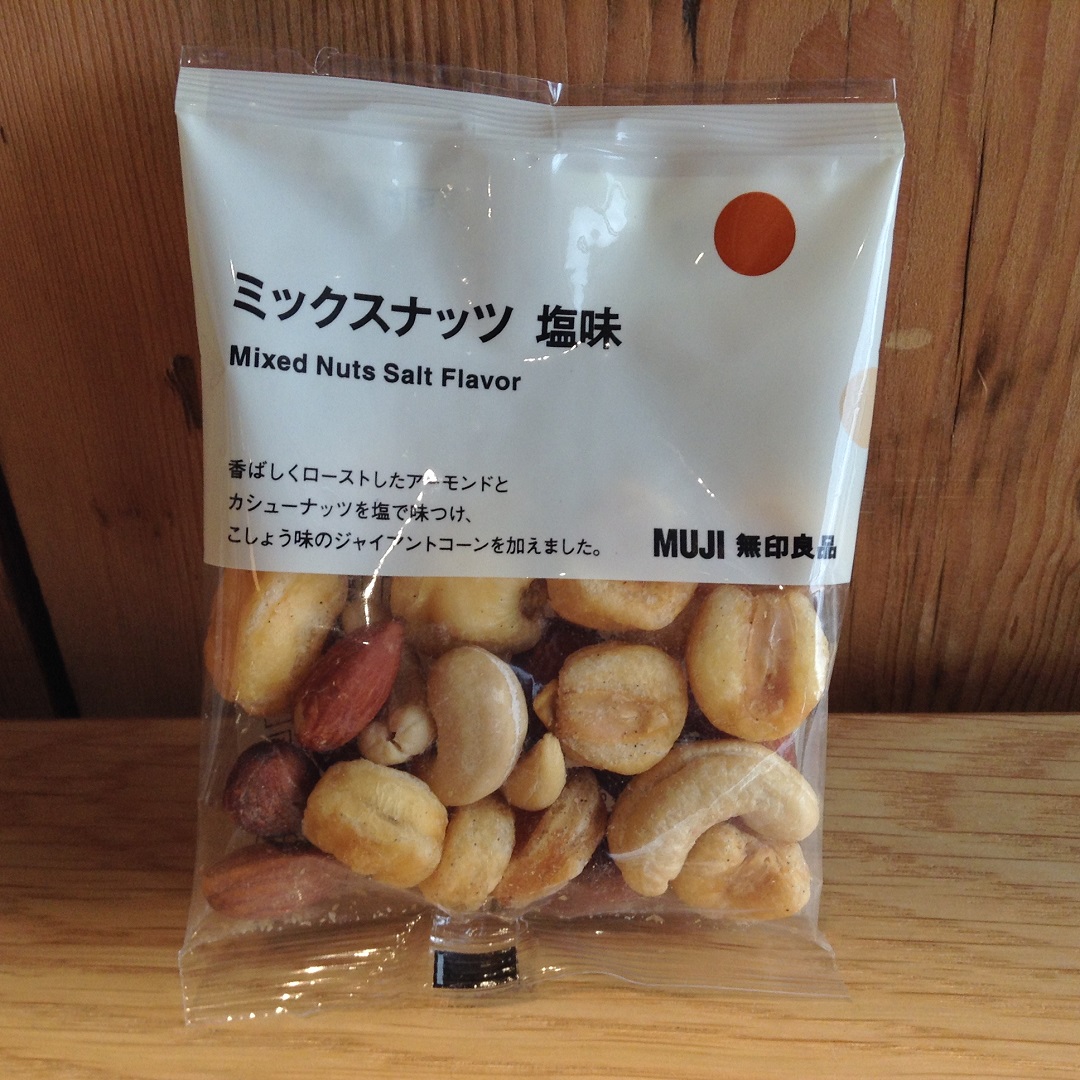 ミックスナッツ 塩味
Mixed Nuts Salt Flavor
香ばしくローストしたアーモンドと
カシューナッツを塩で味つけ、
こしょう味のジャイアントコーンを加えました。
MUJI 無印良品